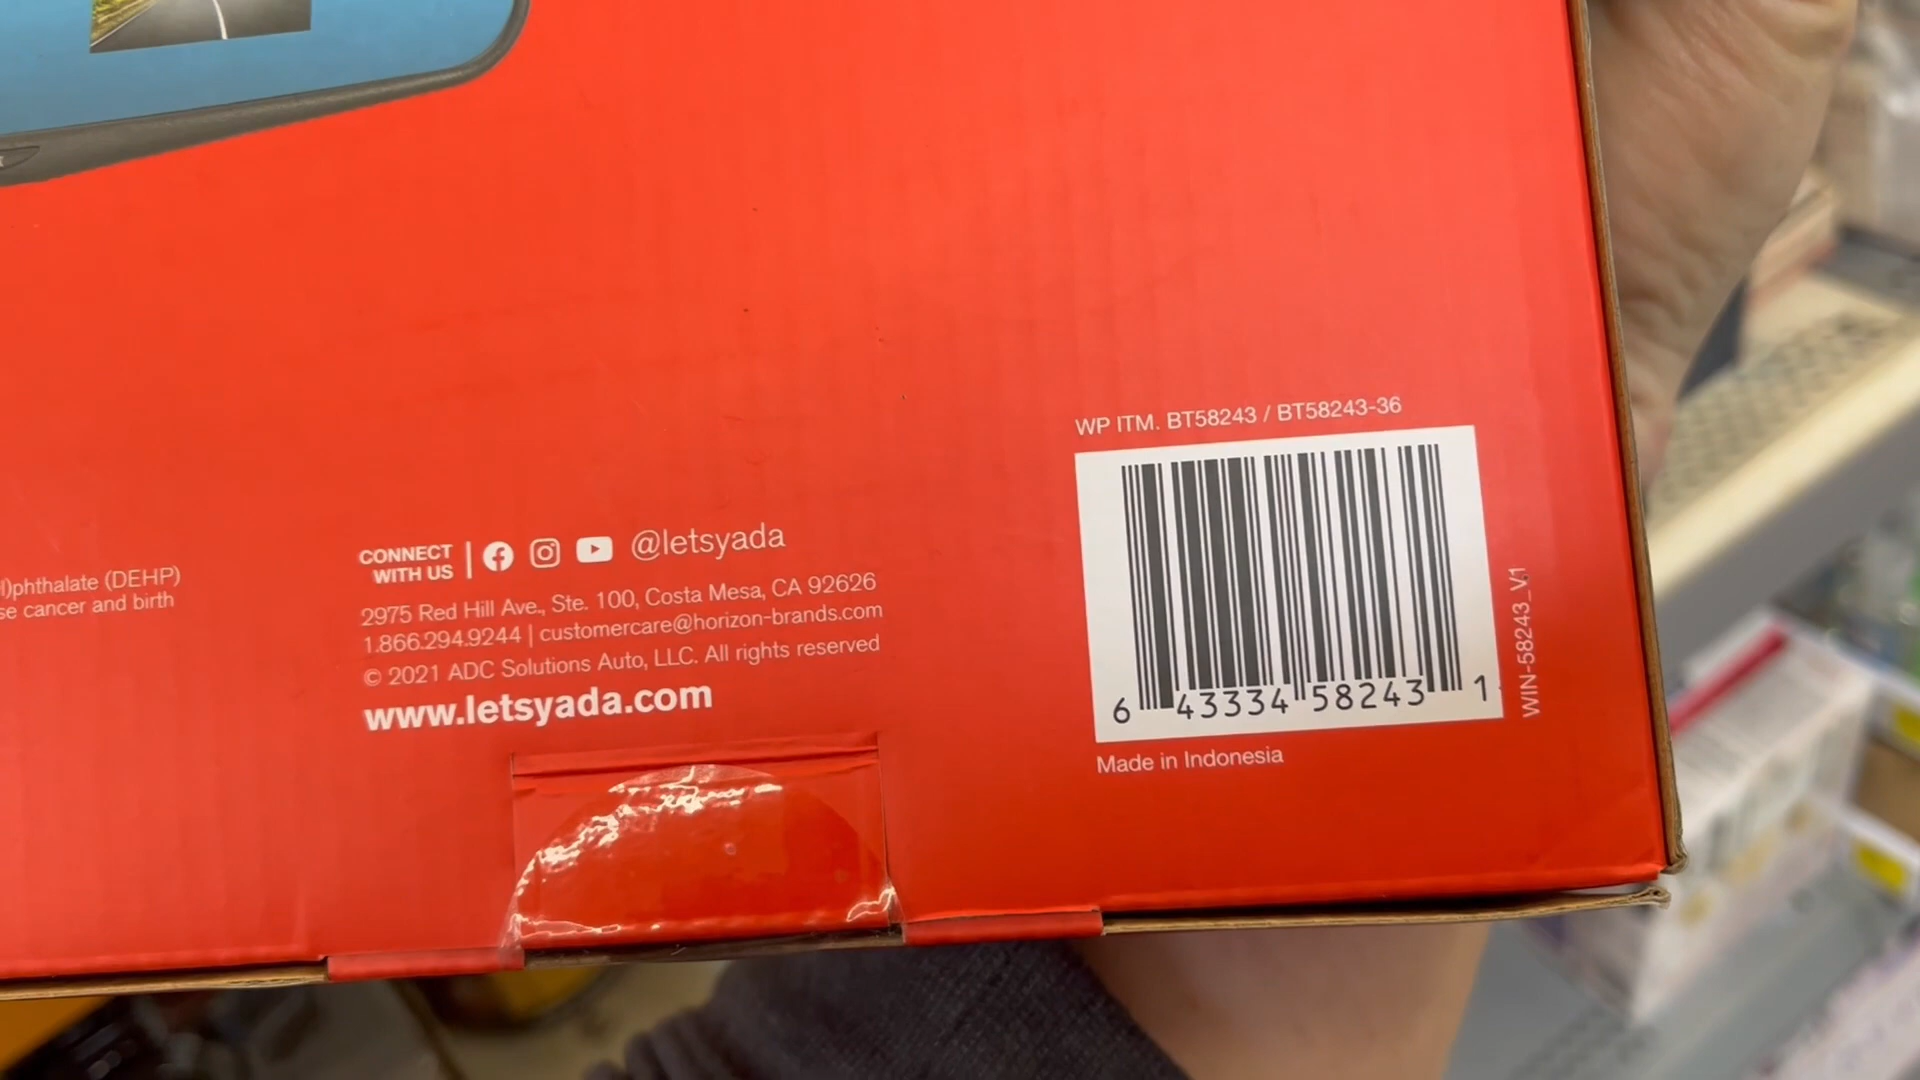 WP ITM. BT58243 / BT58243-36
6 43334 58243 1
WIN-58243_V1
Made in Indonesia
CONNECT
WITH US | @letsyada
2975 Red Hill Ave., Ste. 100, Costa Mesa, CA 92626
1.866.294.9244 | customercare@horizon-brands.com
© 2021 ADC Solutions Auto, LLC. All rights reserved
www.letsyada.com
l)phthalate (DEHP)
se cancer and birth